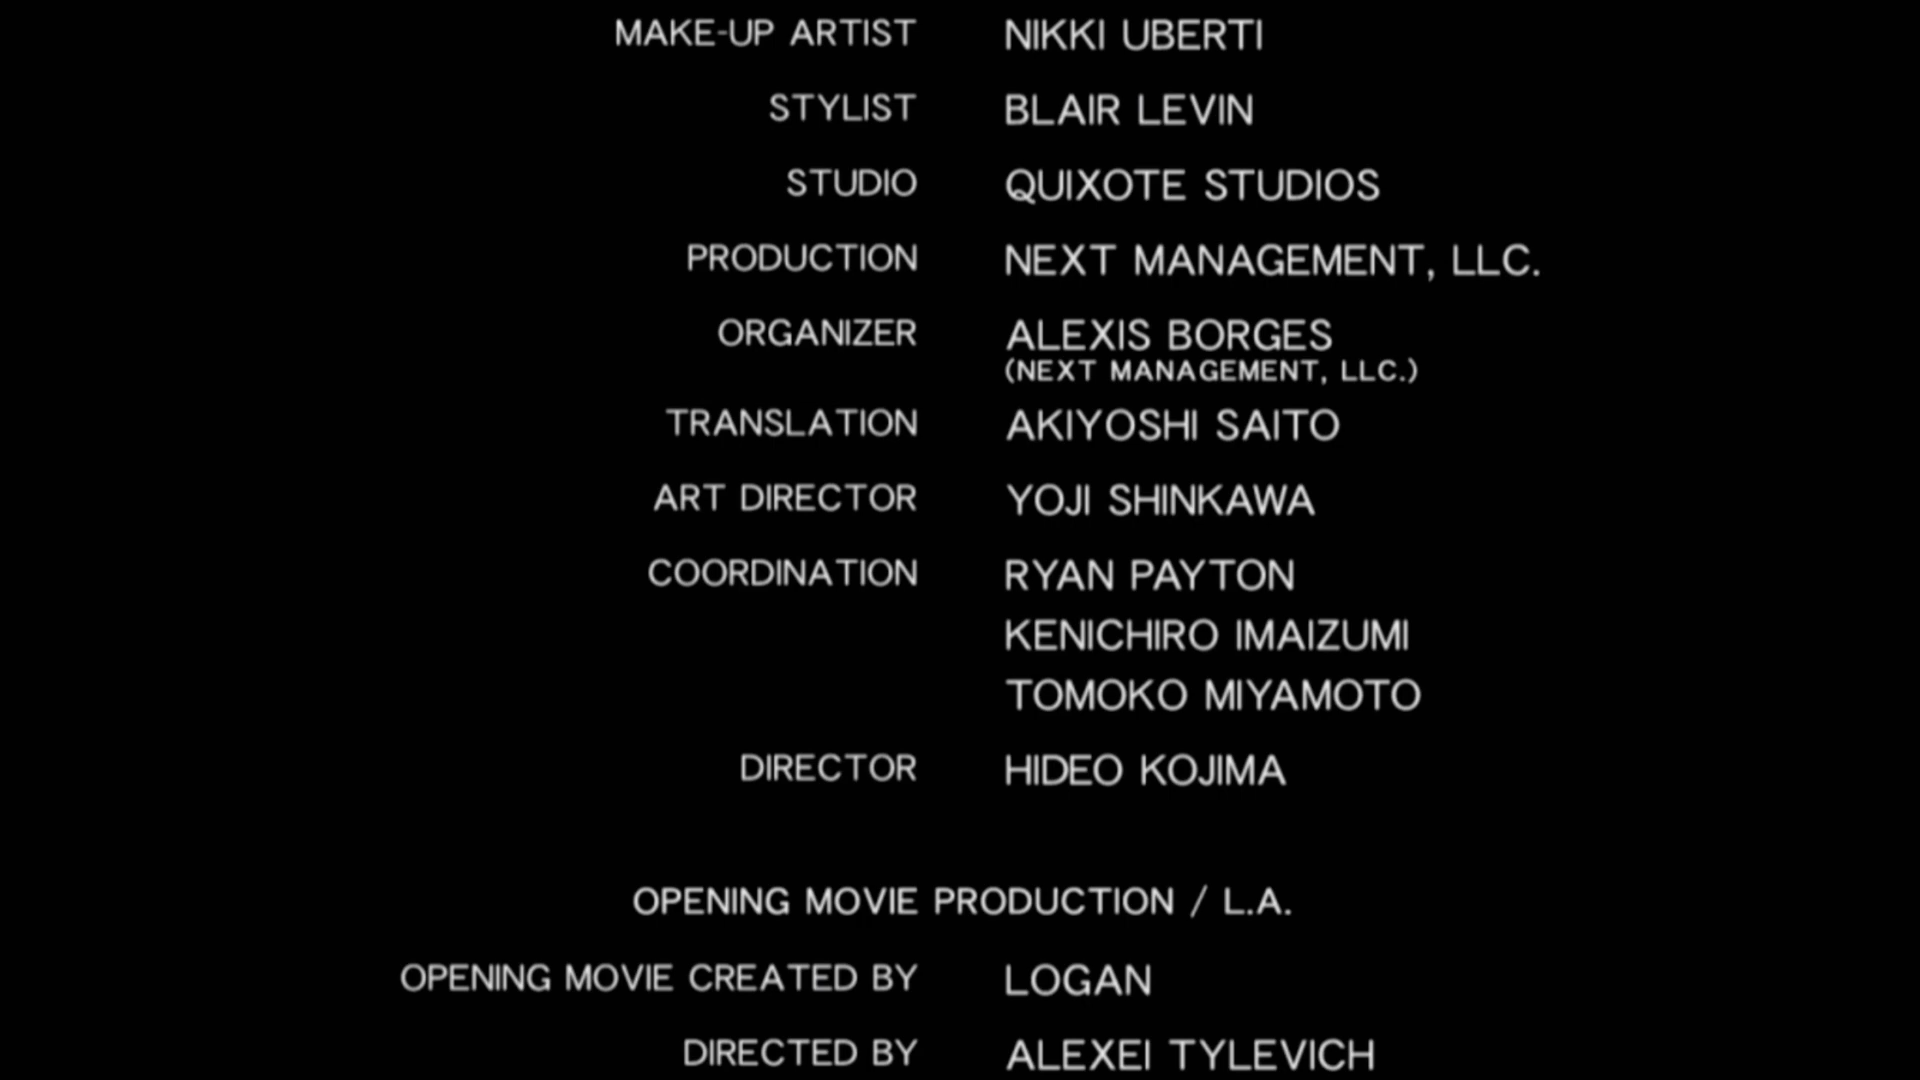 MAKE-UP ARTIST NIKKI UBERTI
STYLIST BLAIR LEVIN
STUDIO QUIXOTE STUDIOS
PRODUCTION NEXT MANAGEMENT, LLC.
ORGANIZER ALEXIS BORGES
(NEXT MANAGEMENT, LLC.)
TRANSLATION AKIYOSHI SAITO
ART DIRECTOR YOJI SHINKAWA
COORDINATION RYAN PAYTON
KENICHIRO IMAIZUMI
TOMOKO MIYAMOTO
DIRECTOR HIDEO KOJIMA
OPENING MOVIE PRODUCTION / L.A.
OPENING MOVIE CREATED BY LOGAN
DIRECTED BY ALEXEI TYLEVICH